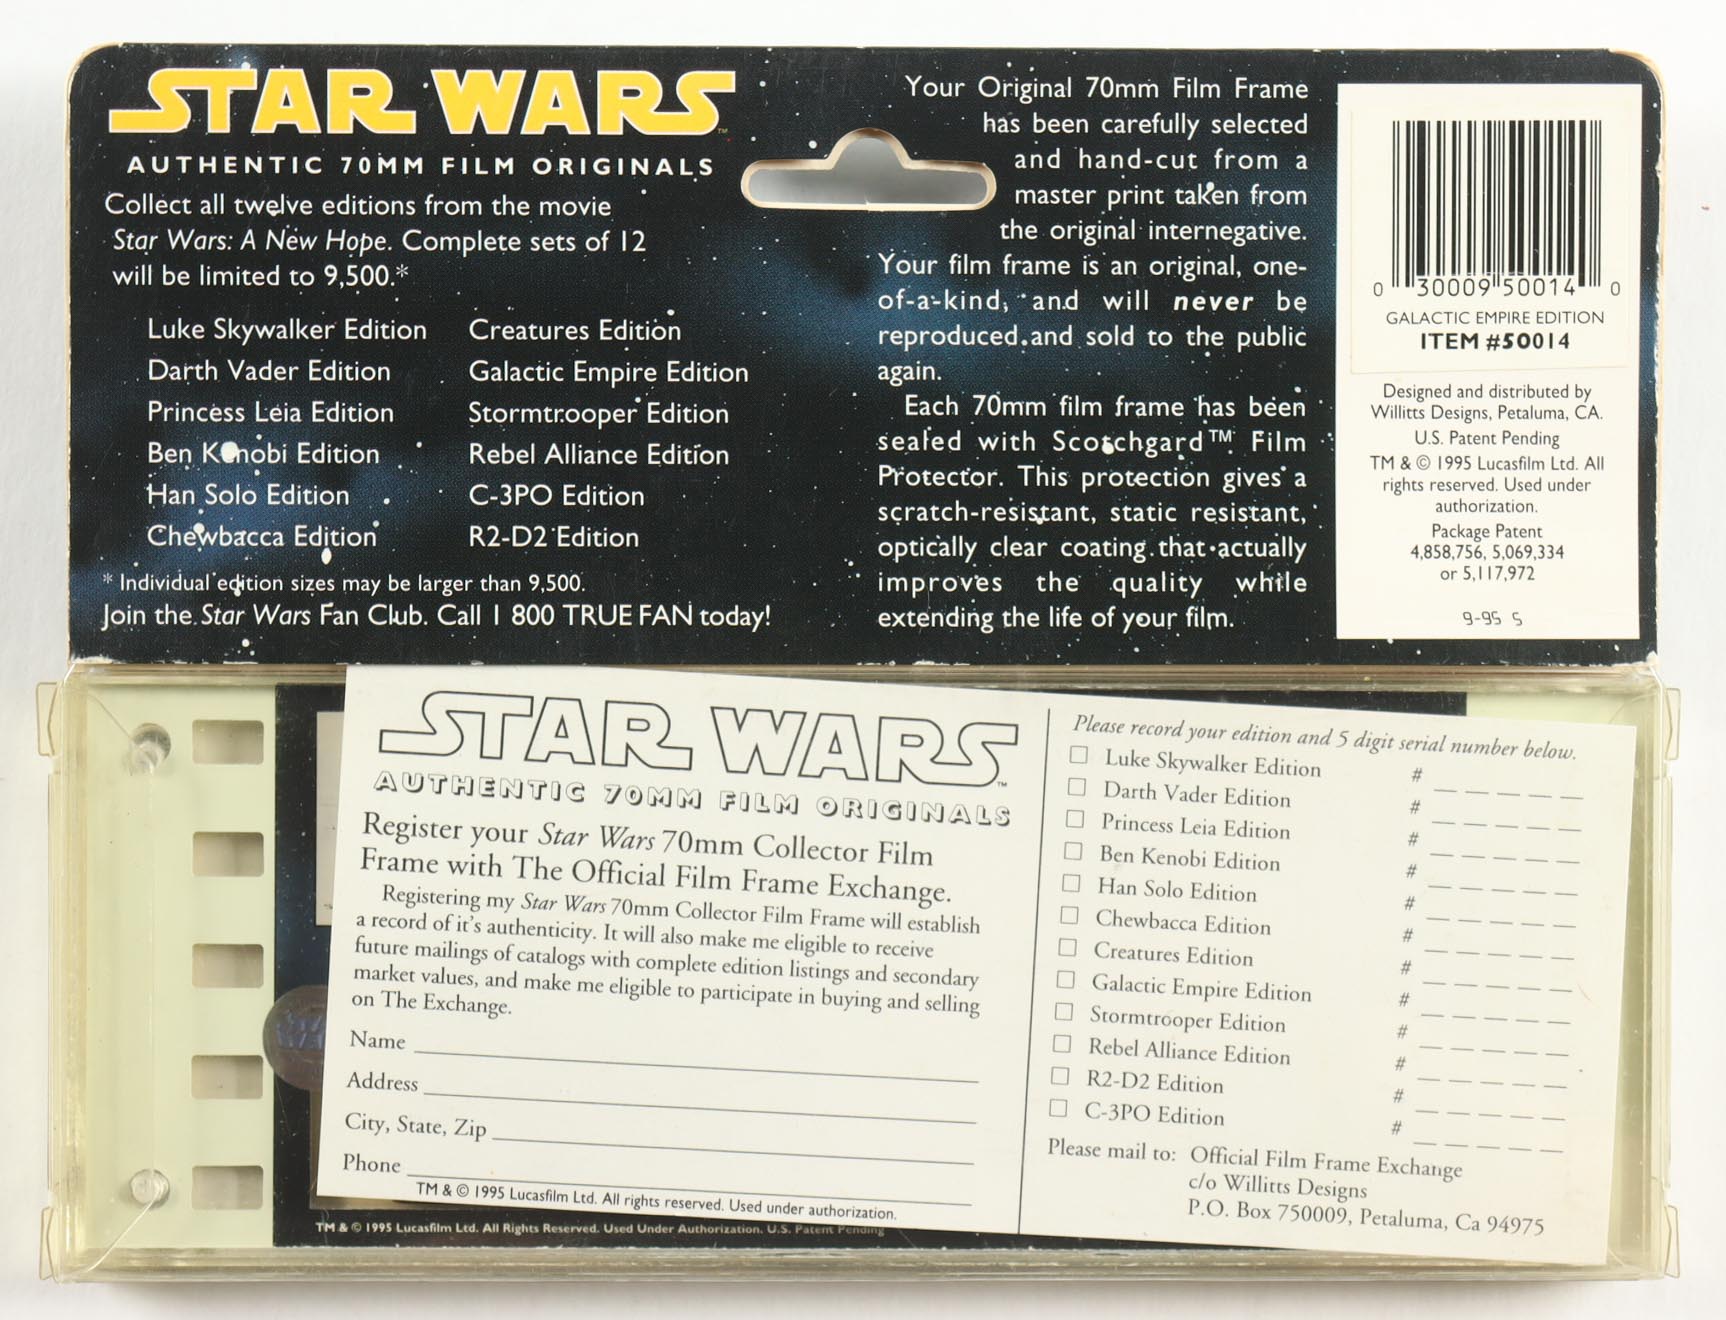 STAR WARS™
AUTHENTIC 70MM FILM ORIGINALS
Collect all twelve editions from the movie
Star Wars: A New Hope. Complete sets of 12
will be limited to 9,500.*
Luke Skywalker Edition
Darth Vader Edition
Princess Leia Edition
Ben Kenobi Edition
Han Solo Edition
Chewbacca Edition
Creatures Edition
Galactic Empire Edition
Stormtrooper Edition
Rebel Alliance Edition
C-3PO Edition
R2-D2 Edition
* Individual edition sizes may be larger than 9,500.
Join the Star Wars Fan Club. Call 1 800 TRUE FAN today!
Your Original 70mm Film Frame
has been carefully selected
and hand-cut from a
master print taken from
the original internegative.
Your film frame is an original, one-
of-a-kind, and will never be
reproduced and sold to the public
again.
Each 70mm film frame has been
sealed with Scotchgard™ Film
Protector. This protection gives a
scratch-resistant, static resistant,
optically clear coating that actually
improves the quality while
extending the life of your film.
0 30009 50014 0
GALACTIC EMPIRE EDITION
ITEM #50014
Designed and distributed by
Willitts Designs, Petaluma, CA.
U.S. Patent Pending
TM & © 1995 Lucasfilm Ltd. All
rights reserved. Used under
authorization.
Package Patent
4,858,756, 5,069,334
or 5,117,972
9-95 S
STAR WARS™
AUTHENTIC 70MM FILM ORIGINALS
Register your Star Wars 70mm Collector Film
Frame with The Official Film Frame Exchange.
Registering my Star Wars 70mm Collector Film Frame will establish
a record of it's authenticity. It will also make me eligible to receive
future mailings of catalogs with complete edition listings and secondary
market values, and make me eligible to participate in buying and selling
on The Exchange.
Name
Address
City, State, Zip
Phone
TM & © 1995 Lucasfilm Ltd. All rights reserved. Used under authorization.
Please record your edition and 5 digit serial number below.
Luke Skywalker Edition #
Darth Vader Edition #
Princess Leia Edition #
Ben Kenobi Edition #
Han Solo Edition #
Chewbacca Edition #
Creatures Edition #
Galactic Empire Edition #
Stormtrooper Edition #
Rebel Alliance Edition #
R2-D2 Edition #
C-3PO Edition #
Please mail to: Official Film Frame Exchange
c/o Willitts Designs
P.O. Box 750009, Petaluma, Ca 94975
TM & © 1995 Lucasfilm Ltd. All Rights Reserved. Used Under Authorization. U.S. Patent Pending
STAR WARS